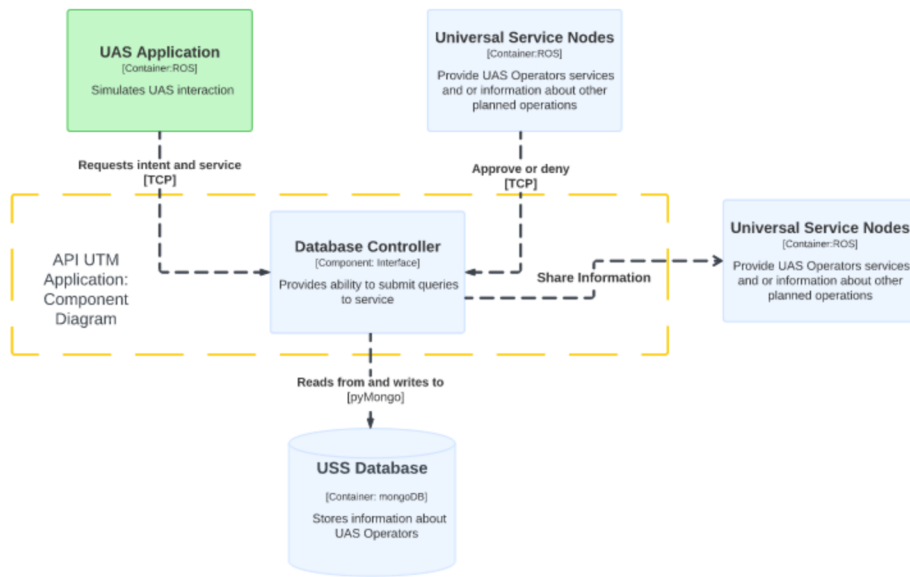 UAS Application
[Container:ROS]
Simulates UAS interaction
Universal Service Nodes
[Container:ROS]
Provide UAS Operators services
and or information about other
planned operations
Requests intent and service
[TCP]
Approve or deny
[TCP]
API UTM
Application:
Component
Diagram
Database Controller
[Component: Interface]
Provides ability to submit queries
to service
Share Information
Universal Service Nodes
[Container:ROS]
Provide UAS Operators services
and or information about other
planned operations
Reads from and writes to
[pyMongo]
USS Database
[Container: mongoDB]
Stores information about
UAS Operators